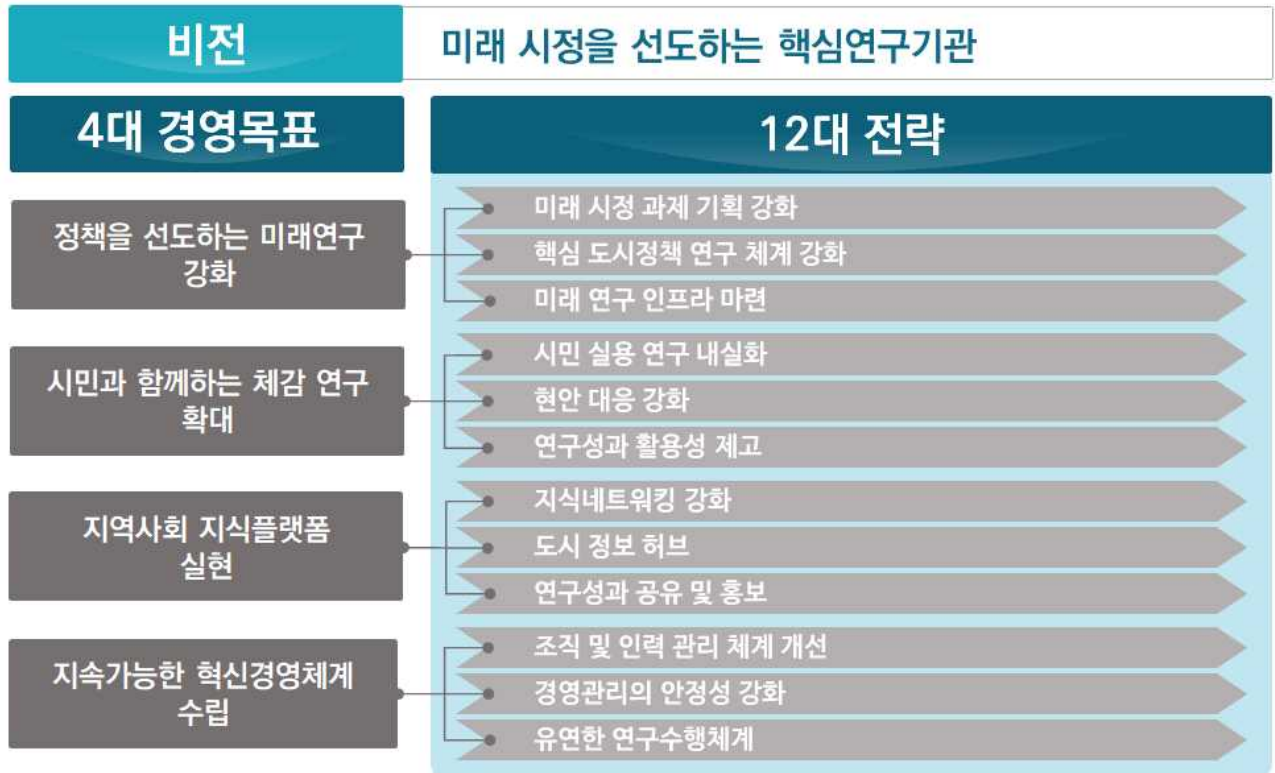 비전
미래 시정을 선도하는 핵심연구기관
4대 경영목표
12대 전략
정책을 선도하는 미래연구
강화
미래 시정 과제 기획 강화
핵심 도시정책 연구 체계 강화
미래 연구 인프라 마련
시민과 함께하는 체감 연구
확대
시민 실용 연구 내실화
현안 대응 강화
연구성과 활용성 제고
지역사회 지식플랫폼
실현
지식네트워킹 강화
도시 정보 허브
연구성과 공유 및 홍보
지속가능한 혁신경영체계
수립
조직 및 인력 관리 체계 개선
경영관리의 안정성 강화
유연한 연구수행체계